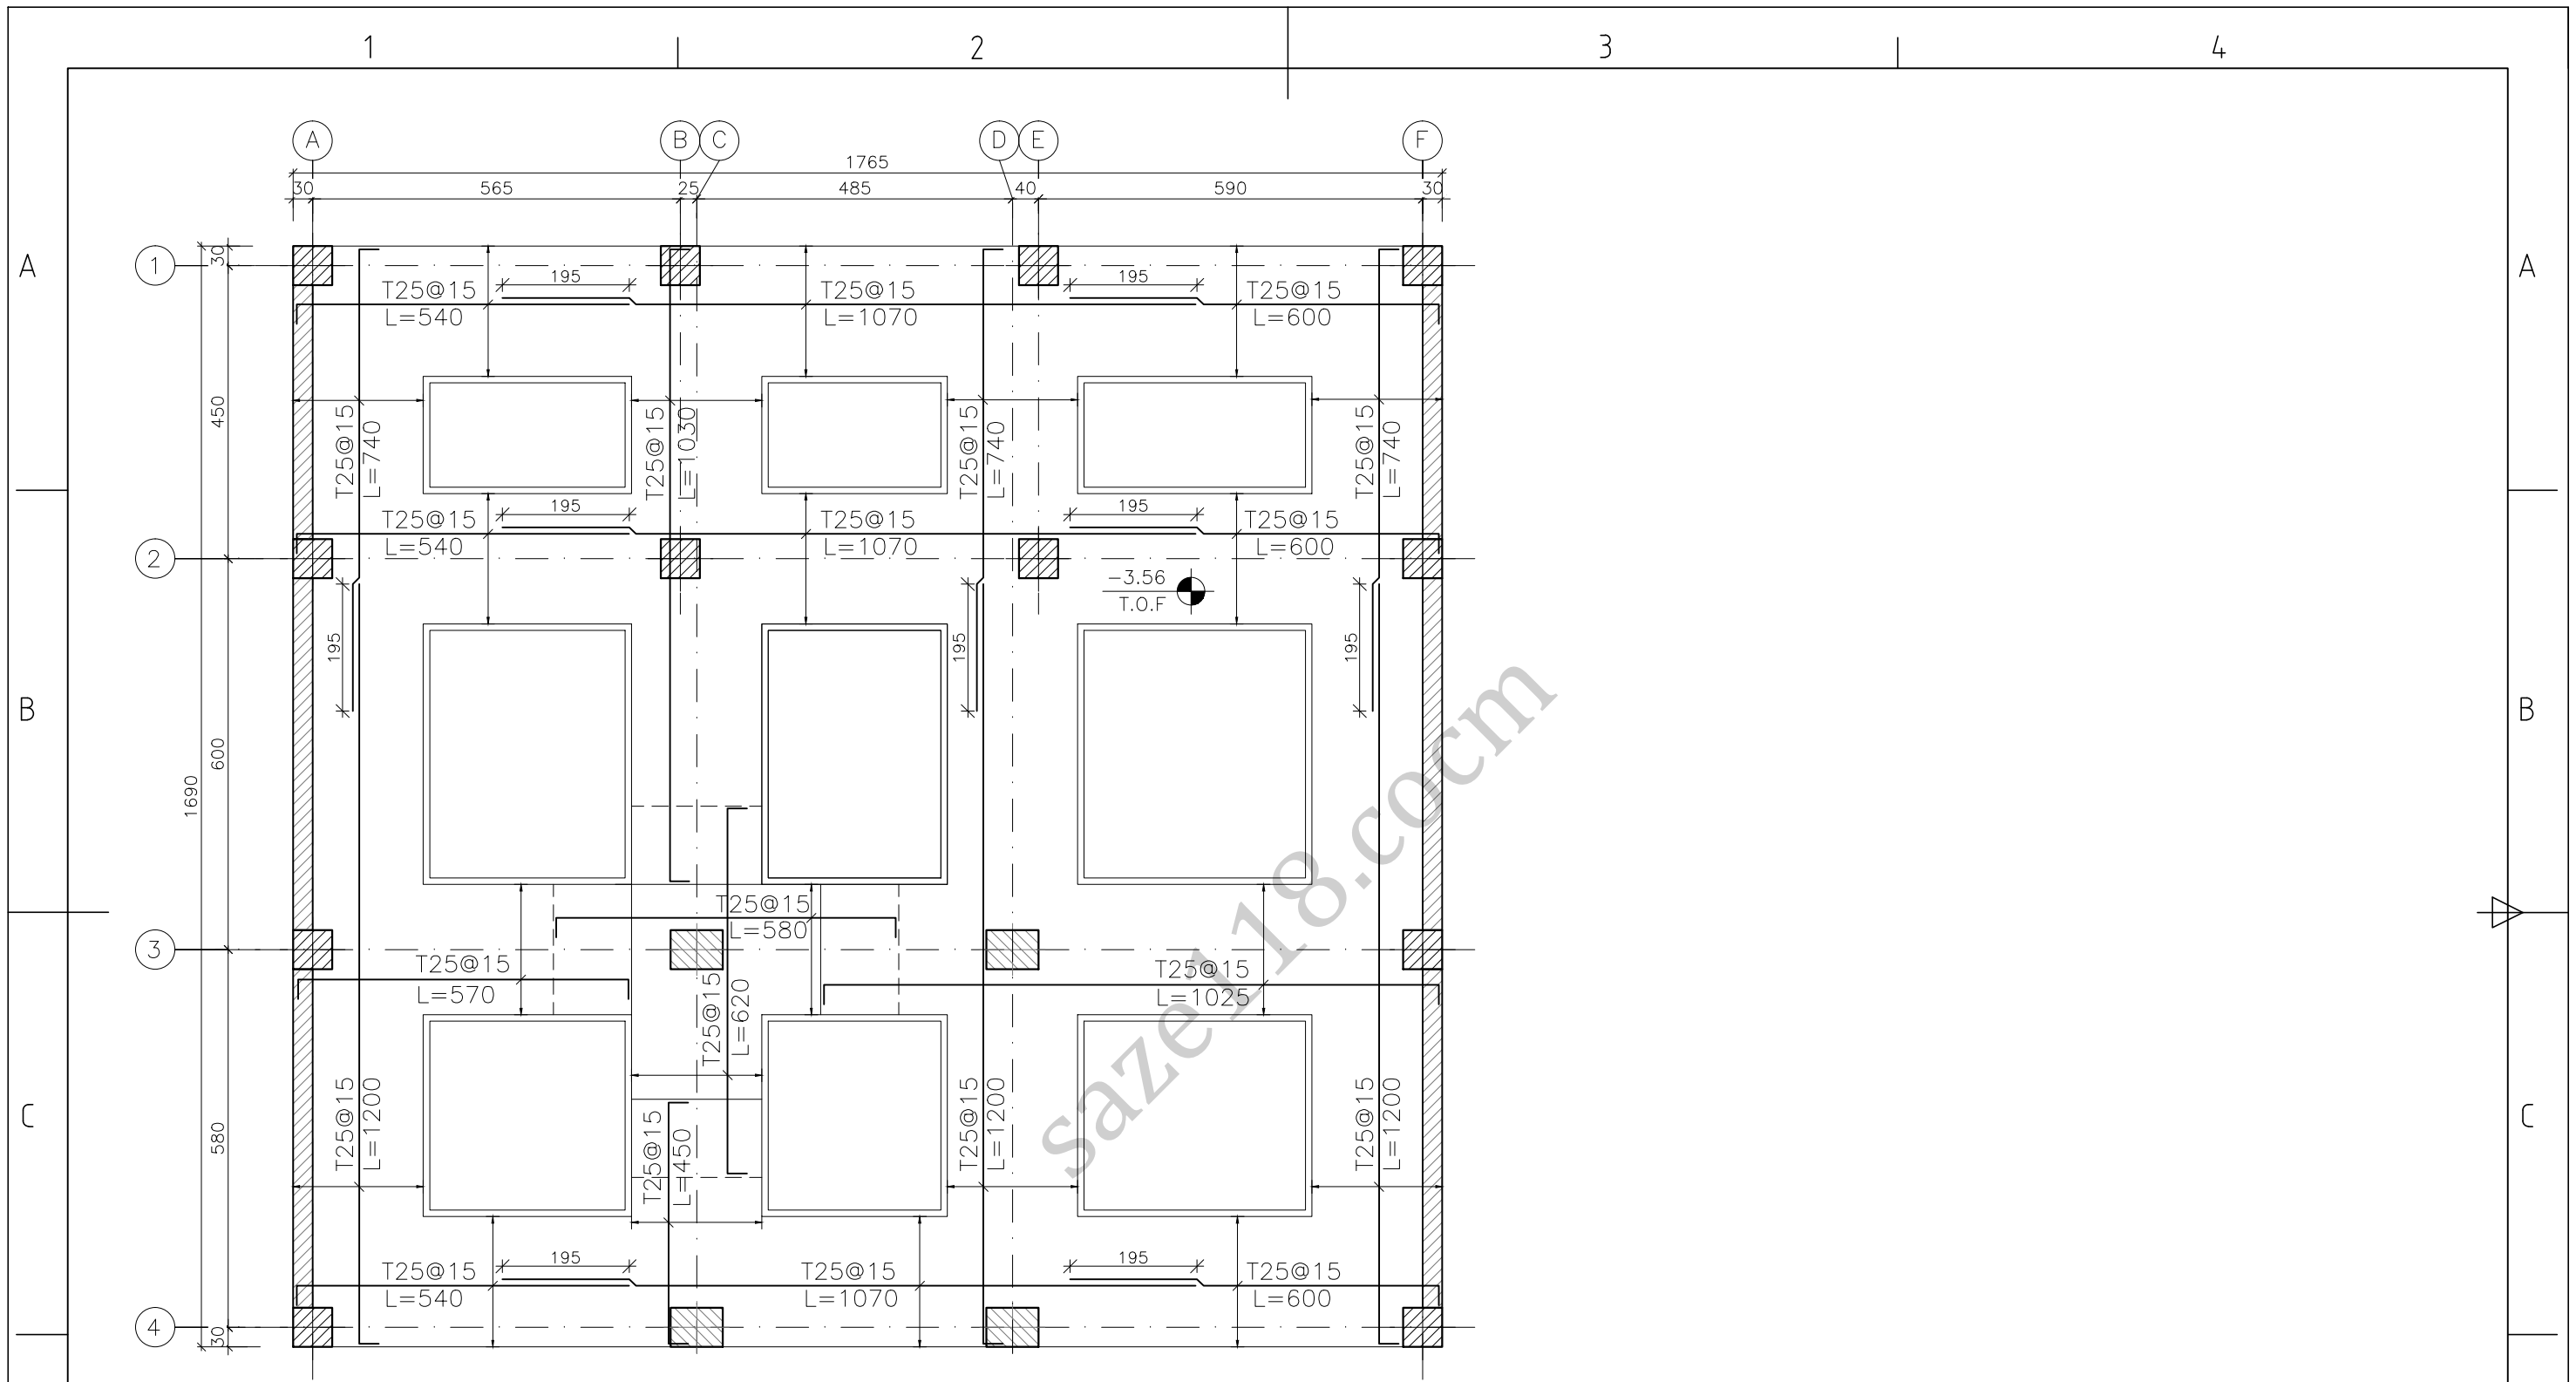 1 2 3 4
A B C D E F
1765
30 565 25 485 40 590 30
A A
1
30
195 195
T25@15 T25@15 T25@15
L=540 L=1070 L=600
450
T25@15 L=740
T25@15 L=1030
T25@15 L=740
T25@15 L=740
195 195
T25@15 T25@15 T25@15
L=540 L=1070 L=600
2
-3.56
T.O.F
195 195 195
B B
600
1690
T25@15
L=580
3
T25@15
L=570
T25@15
L=1025
T25@15
L=620
C C
580
T25@15 L=1200
T25@15 L=450
T25@15 L=1200
T25@15 L=1200
195 195
T25@15 T25@15 T25@15
L=540 L=1070 L=600
4
30
saze118.cocm